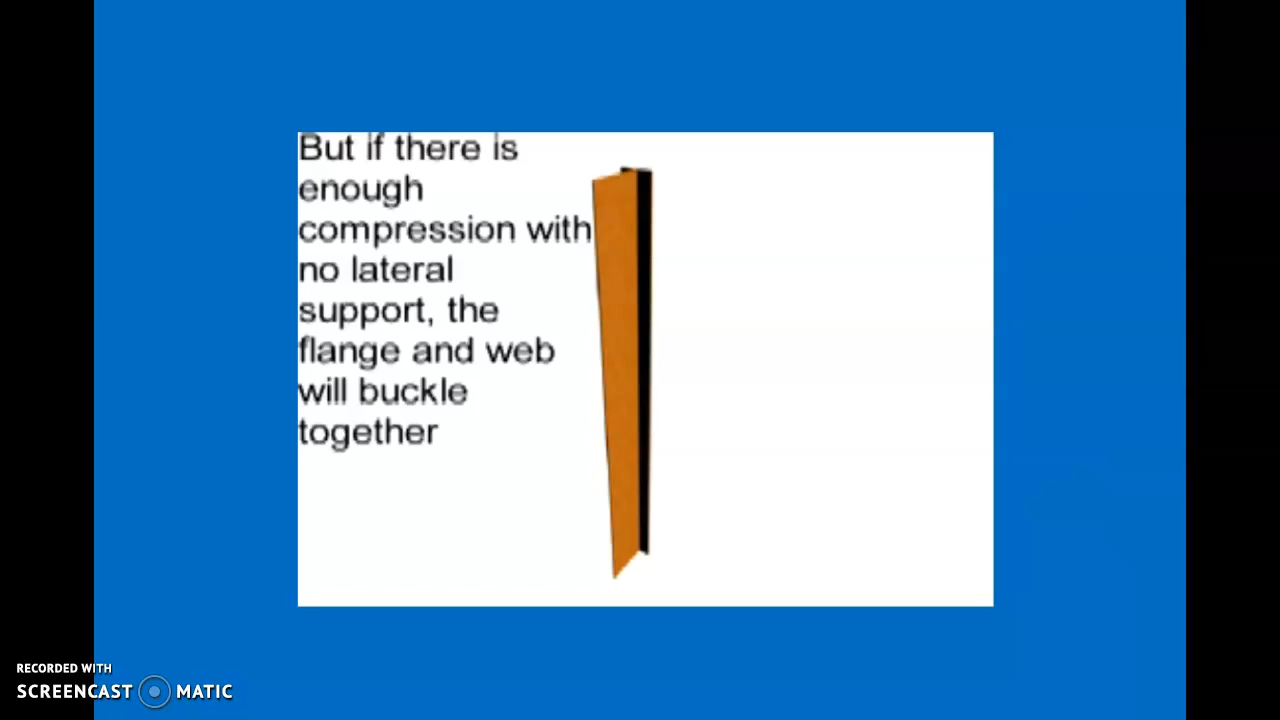 But if there is
enough
compression with
no lateral
support, the
flange and web
will buckle
together
RECORDED WITH
SCREENCAST MATIC